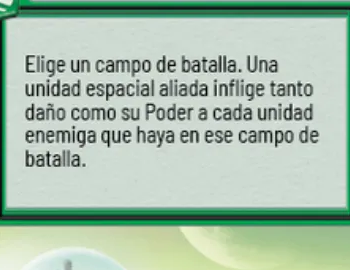 Elige un campo de batalla. Una
unidad espacial aliada inflige tanto
daño como su Poder a cada unidad
enemiga que haya en ese campo de
batalla.